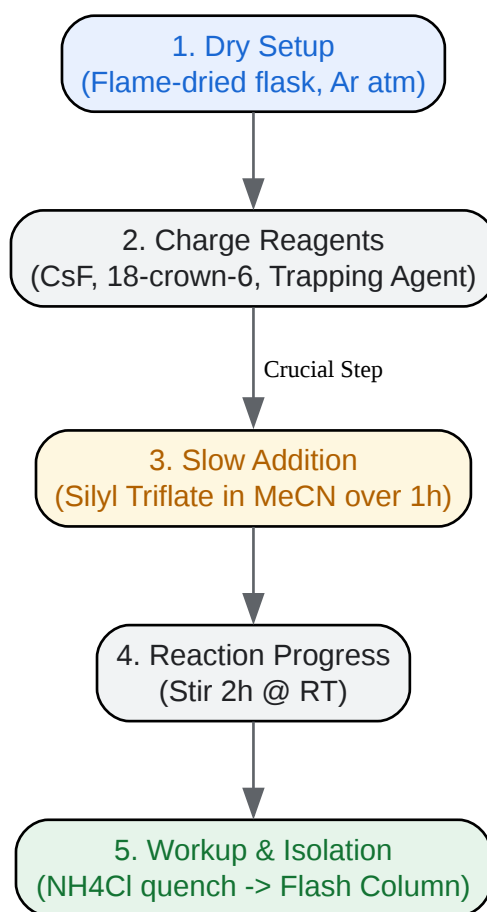 1. Dry Setup
(Flame-dried flask, Ar atm)
2. Charge Reagents
(CsF, 18-crown-6, Trapping Agent)
Crucial Step
3. Slow Addition
(Silyl Triflate in MeCN over 1h)
4. Reaction Progress
(Stir 2h @ RT)
5. Workup & Isolation
(NH4Cl quench -> Flash Column)